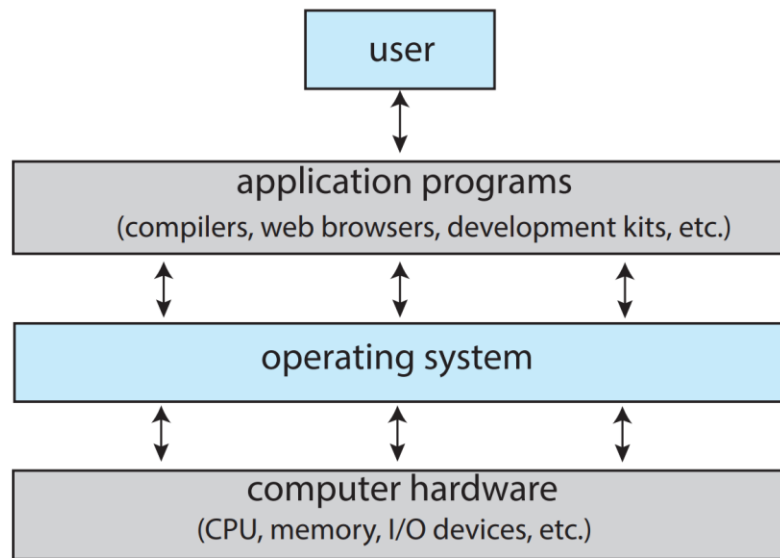 user
application programs
(compilers, web browsers, development kits, etc.)
operating system
computer hardware
(CPU, memory, I/O devices, etc.)